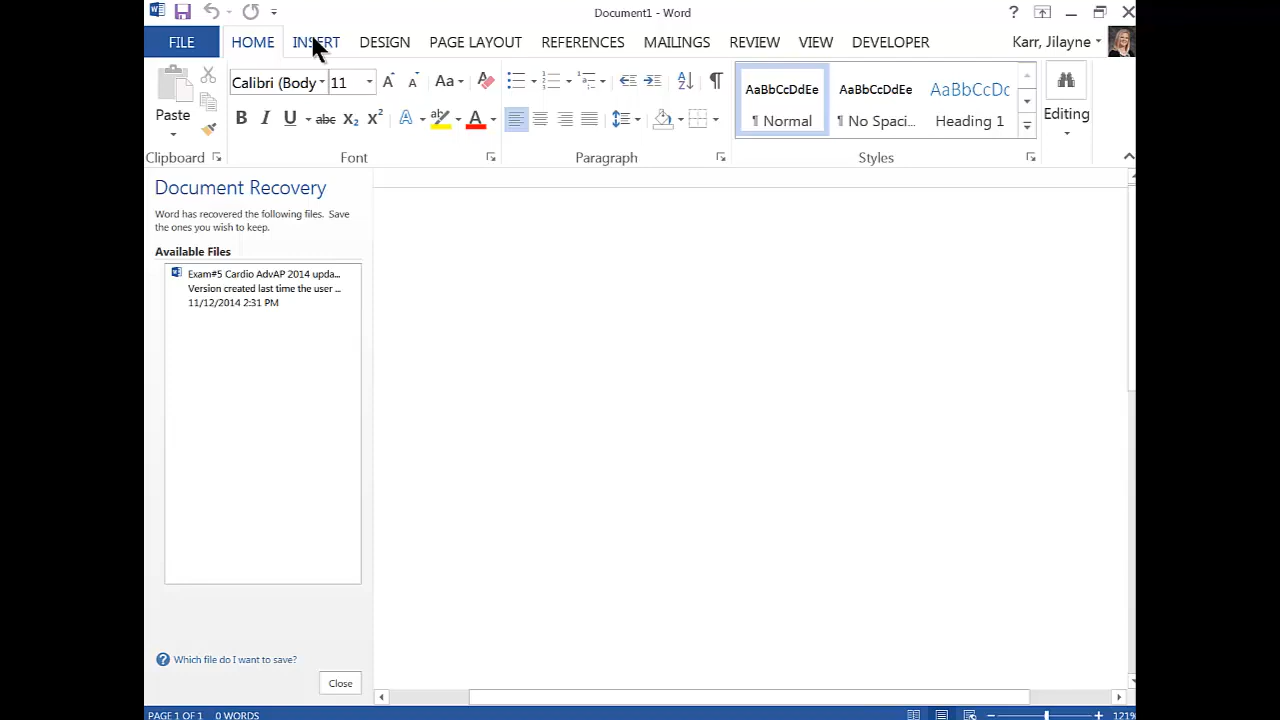 Document1 - Word
FILE HOME INSERT DESIGN PAGE LAYOUT REFERENCES MAILINGS REVIEW VIEW DEVELOPER Karr, Jilayne
Calibri (Body 11 Aa AaBbCcDdEe AaBbCcDdEe AaBbCcDc
Paste B I U abc X₂ X² A A ¶ Normal ¶ No Spaci... Heading 1 Editing
Clipboard Font Paragraph Styles
Document Recovery
Word has recovered the following files. Save
the ones you wish to keep.
Available Files
Exam#5 Cardio AdvAP 2014 upda...
Version created last time the user ...
11/12/2014 2:31 PM
Which file do I want to save?
Close
PAGE 1 OF 1 0 WORDS